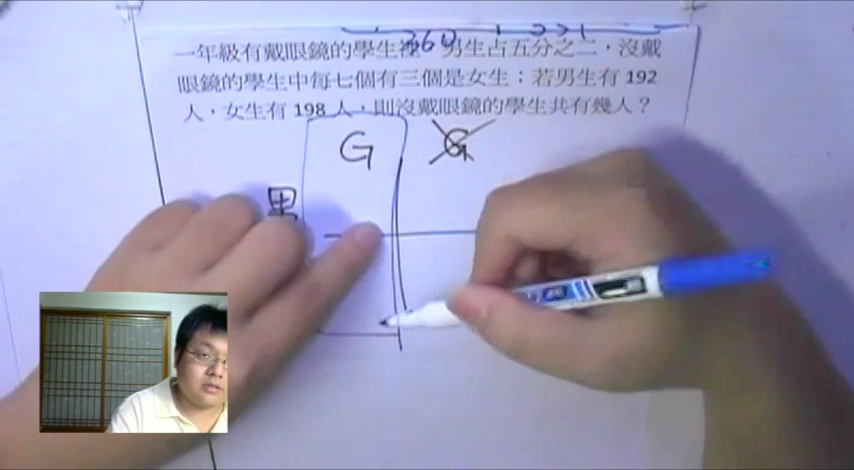 360 221
一年級有戴眼鏡的學生裡 男生占五分之二，沒戴
眼鏡的學生中每七個有三個是女生；若男生有 192
人，女生有 198 人，則沒戴眼鏡的學生共有幾人？
G G
男